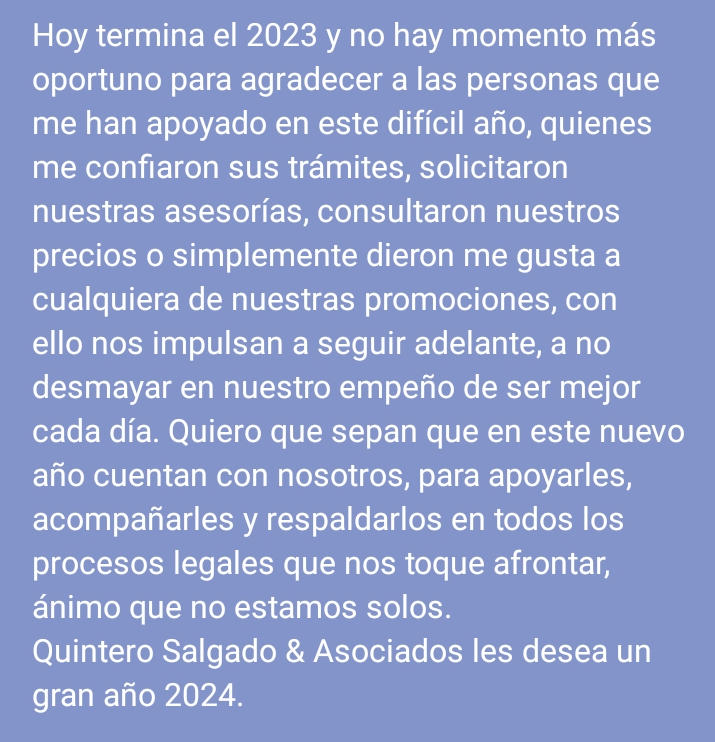 Hoy termina el 2023 y no hay momento más
oportuno para agradecer a las personas que
me han apoyado en este difícil año, quienes
me confiaron sus trámites, solicitaron
nuestras asesorías, consultaron nuestros
precios o simplemente dieron me gusta a
cualquiera de nuestras promociones, con
ello nos impulsan a seguir adelante, a no
desmayar en nuestro empeño de ser mejor
cada día. Quiero que sepan que en este nuevo
año cuentan con nosotros, para apoyarles,
acompañarles y respaldarlos en todos los
procesos legales que nos toque afrontar,
ánimo que no estamos solos.
Quintero Salgado & Asociados les desea un
gran año 2024.